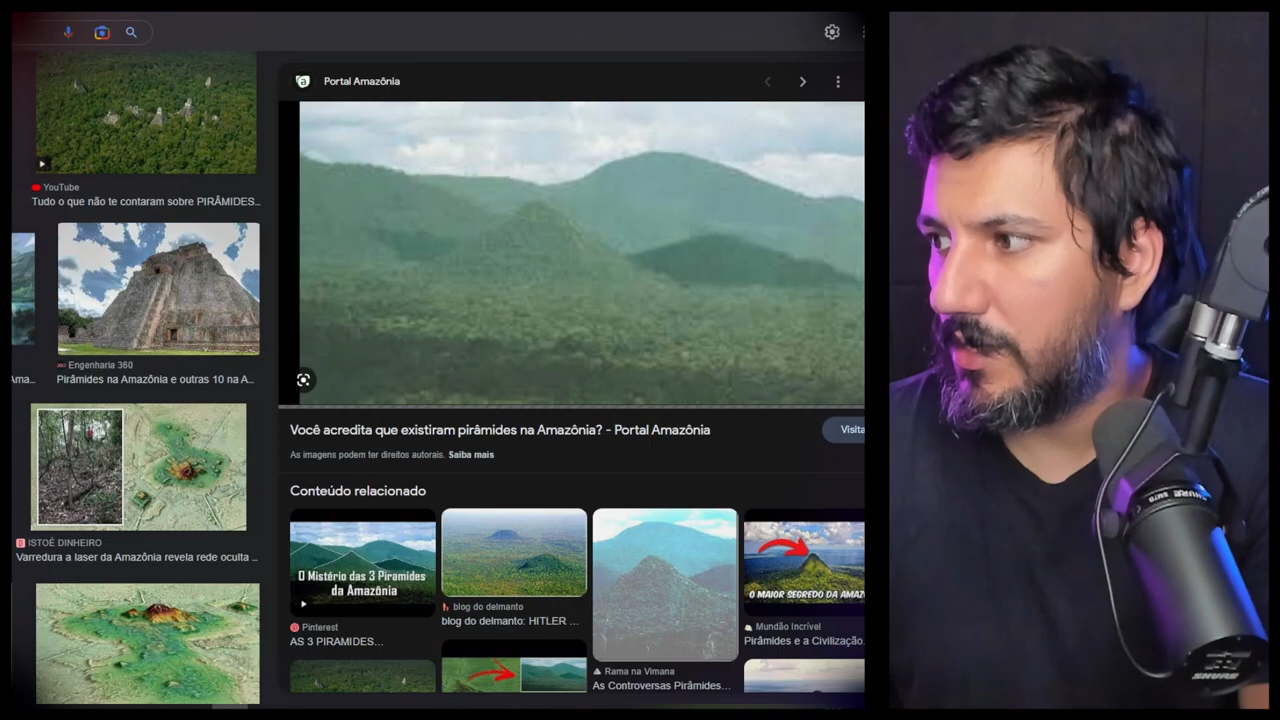 Portal Amazônia
YouTube
Tudo o que não te contaram sobre PIRÂMIDES...
Engenharia 360
Pirâmides na Amazônia e outras 10 na A...
ISTOÉ DINHEIRO
Varredura a laser da Amazônia revela rede oculta ...
Você acredita que existiram pirâmides na Amazônia? - Portal Amazônia
Visita
As imagens podem ter direitos autorais. Saiba mais
Conteúdo relacionado
O Mistério das 3 Piramides
da Amazônia
Pinterest
AS 3 PIRAMIDES...
blog do delmanto
blog do delmanto: HITLER ...
Rama na Vimana
As Controversas Pirâmides...
O MAIOR SEGREDO DA AMAZ
Mundão Incrível
Pirâmides e a Civilização...
SHURE SM7B
SHURE